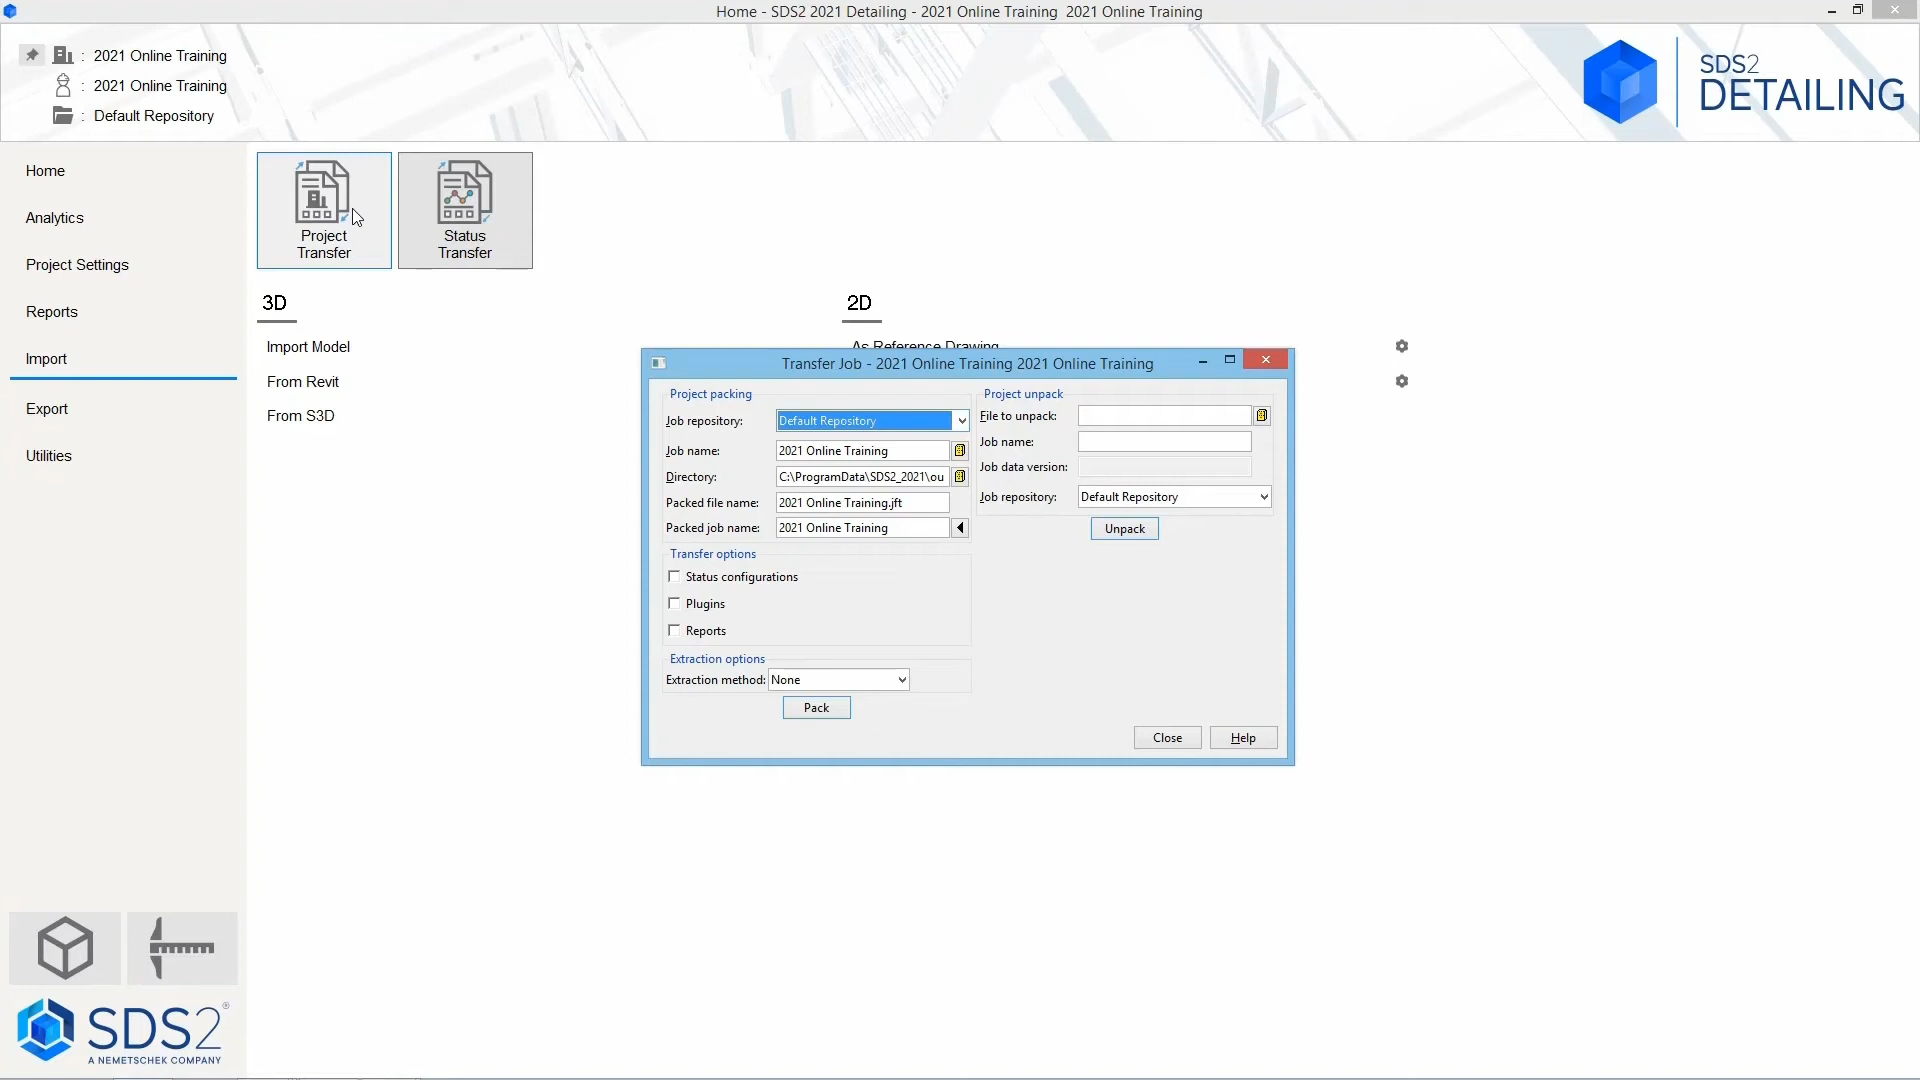 Home - SDS2 2021 Detailing - 2021 Online Training  2021 Online Training
: 2021 Online Training
: 2021 Online Training
: Default Repository
SDS2
DETAILING
Home
Analytics
Project Settings
Reports
Import
Export
Utilities
Project
Transfer
Status
Transfer
3D
2D
Import Model
From Revit
From S3D
As Reference Drawing
Transfer Job - 2021 Online Training 2021 Online Training
Project packing
Job repository: Default Repository
Job name: 2021 Online Training
Directory: C:\ProgramData\SDS2_2021\ou
Packed file name: 2021 Online Training.jft
Packed job name: 2021 Online Training
Transfer options
Status configurations
Plugins
Reports
Extraction options
Extraction method: None
Pack
Project unpack
File to unpack:
Job name:
Job data version:
Job repository: Default Repository
Unpack
Close
Help
SDS2®
A NEMETSCHEK COMPANY